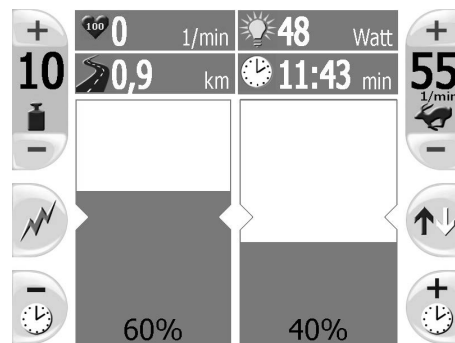 + 100 0 1/min 48 Watt +
10 0,9 km 11:43 min 55
1/min
− −
− +
60% 40%